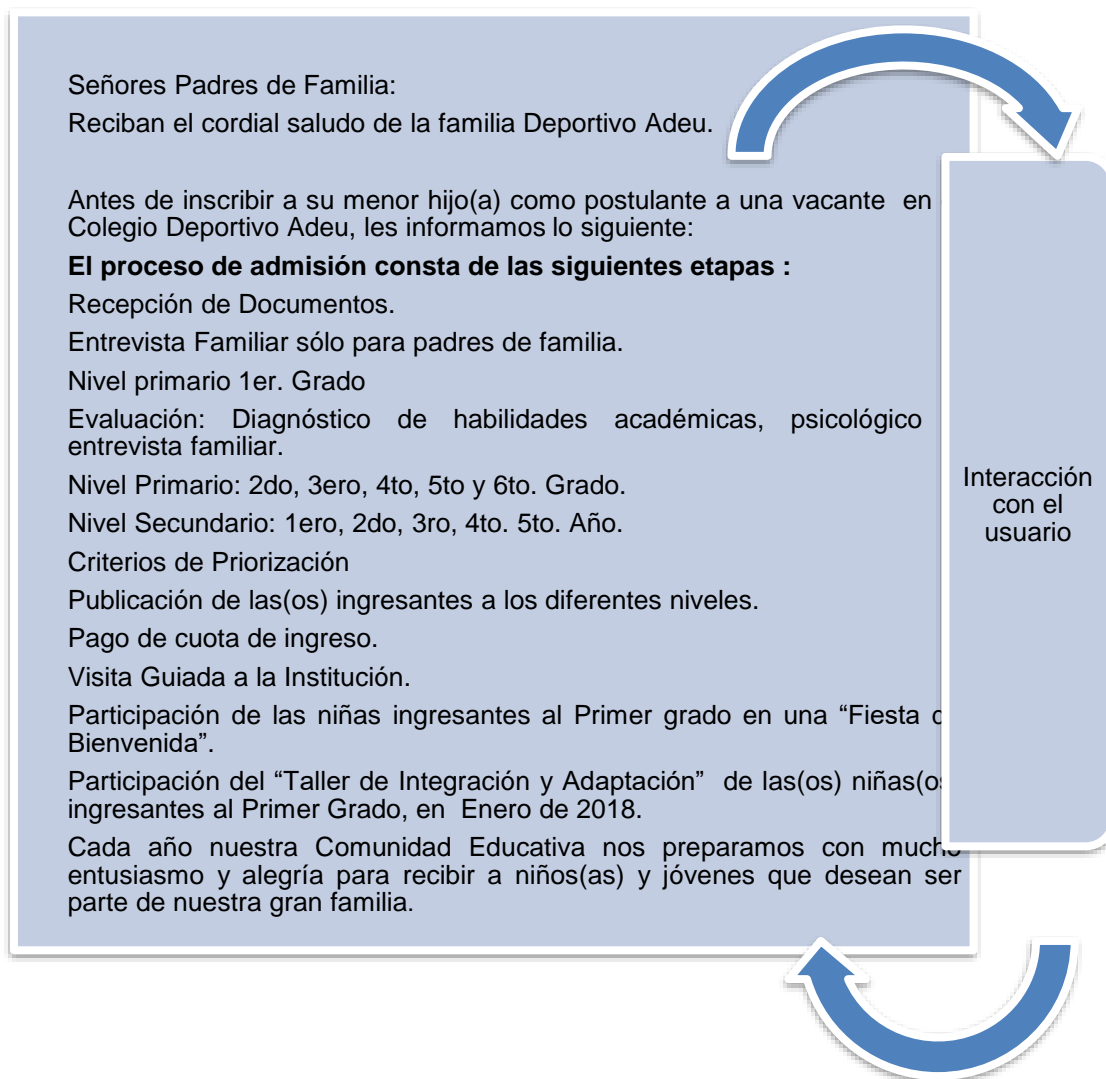 Señores Padres de Familia:
Reciban el cordial saludo de la familia Deportivo Adeu.
Antes de inscribir a su menor hijo(a) como postulante a una vacante en
Colegio Deportivo Adeu, les informamos lo siguiente:
El proceso de admisión consta de las siguientes etapas :
Recepción de Documentos.
Entrevista Familiar sólo para padres de familia.
Nivel primario 1er. Grado
Evaluación: Diagnóstico de habilidades académicas, psicológico
entrevista familiar.
Nivel Primario: 2do, 3ero, 4to, 5to y 6to. Grado.
Nivel Secundario: 1ero, 2do, 3ro, 4to. 5to. Año.
Criterios de Priorización
Publicación de las(os) ingresantes a los diferentes niveles.
Pago de cuota de ingreso.
Visita Guiada a la Institución.
Participación de las niñas ingresantes al Primer grado en una “Fiesta
Bienvenida”.
Participación del “Taller de Integración y Adaptación” de las(os) niñas(os
ingresantes al Primer Grado, en Enero de 2018.
Cada año nuestra Comunidad Educativa nos preparamos con mucho
entusiasmo y alegría para recibir a niños(as) y jóvenes que desean ser
parte de nuestra gran familia.
Interacción
con el
usuario